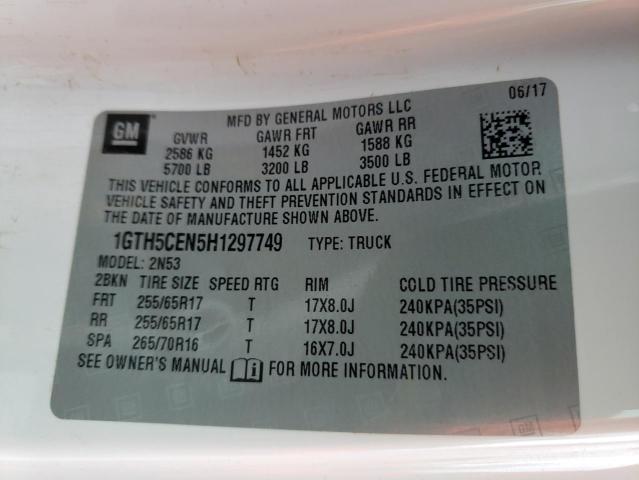 06/17
GM MFD BY GENERAL MOTORS LLC
GVWR GAWR FRT GAWR RR
2586 KG 1452 KG 1588 KG
5700 LB 3200 LB 3500 LB
THIS VEHICLE CONFORMS TO ALL APPLICABLE U.S. FEDERAL MOTOR
VEHICLE SAFETY AND THEFT PREVENTION STANDARDS IN EFFECT ON
THE DATE OF MANUFACTURE SHOWN ABOVE.
1GTH5CEN5H1297749 TYPE: TRUCK
MODEL: 2N53
2BKN TIRE SIZE SPEED RTG RIM COLD TIRE PRESSURE
FRT 255/65R17 T 17X8.0J 240KPA(35PSI)
RR 255/65R17 T 17X8.0J 240KPA(35PSI)
SPA 265/70R16 T 16X7.0J 240KPA(35PSI)
SEE OWNER'S MANUAL i FOR MORE INFORMATION.